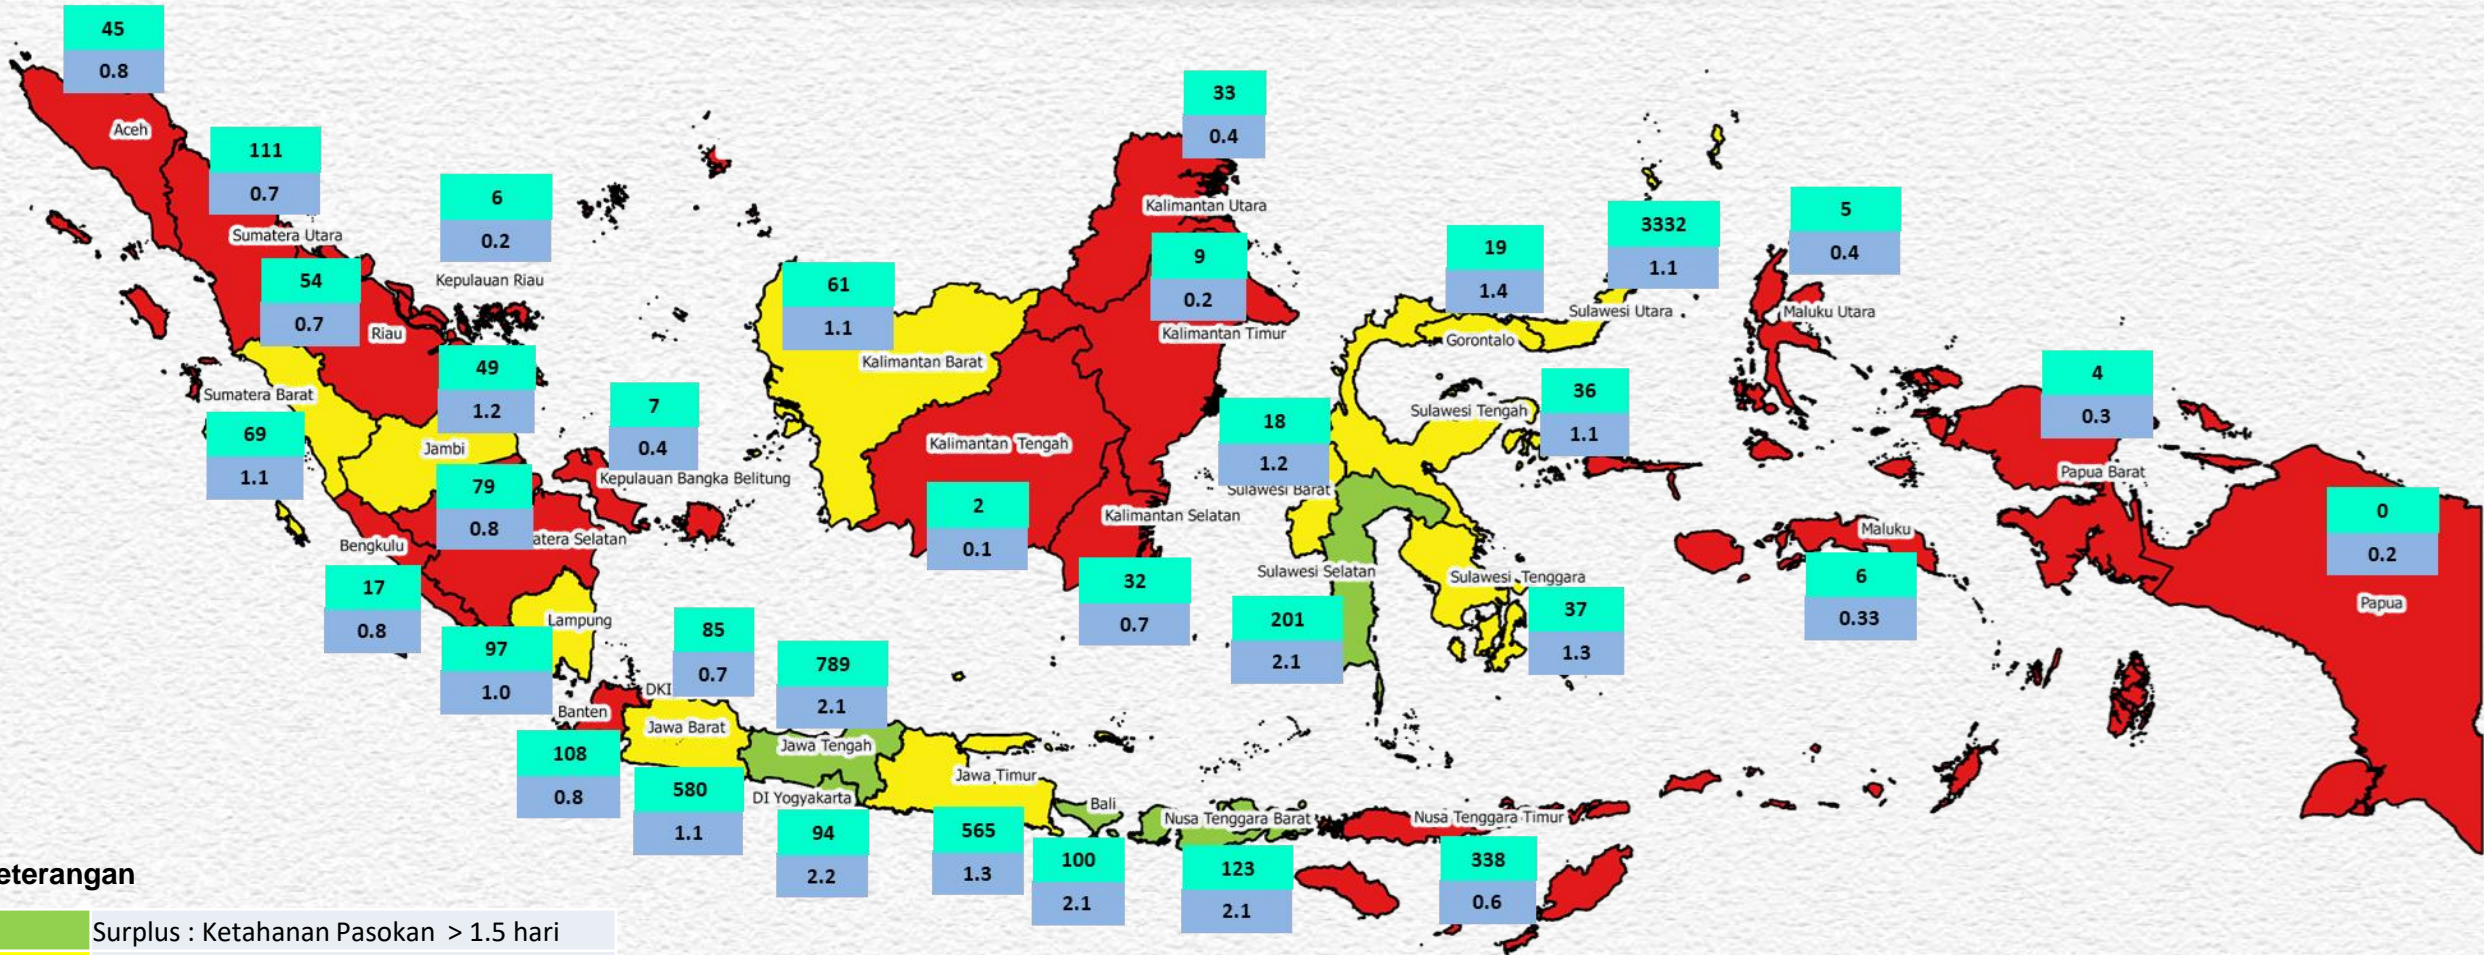 45
0.8
Aceh
111
0.7
Sumatera Utara
6
0.2
Kepulauan Riau
54
0.7
Riau
49
1.2
Jambi
Sumatera Barat
69
1.1
79
0.8
atera Selatan
7
0.4
Kepulauan Bangka Belitung
Bengkulu
17
0.8
Lampung
97
1.0
85
0.7
DKI
Banten
108
0.8
Jawa Barat
580
1.1
789
2.1
Jawa Tengah
DI Yogyakarta
94
2.2
Jawa Timur
565
1.3
Bali
100
2.1
Nusa Tenggara Barat
123
2.1
Nusa Tenggara Timur
338
0.6
61
1.1
Kalimantan Barat
33
0.4
Kalimantan Utara
9
0.2
Kalimantan Timur
Kalimantan Tengah
2
0.1
Kalimantan Selatan
32
0.7
19
1.4
Gorontalo
3332
1.1
Sulawesi Utara
Sulawesi Tengah
36
1.1
18
1.2
Sulawesi Barat
Sulawesi Selatan
201
2.1
Sulawesi Tenggara
37
1.3
5
0.4
Maluku Utara
Maluku
6
0.33
4
0.3
Papua Barat
0
0.2
Papua
eterangan
Surplus : Ketahanan Pasokan > 1.5 hari